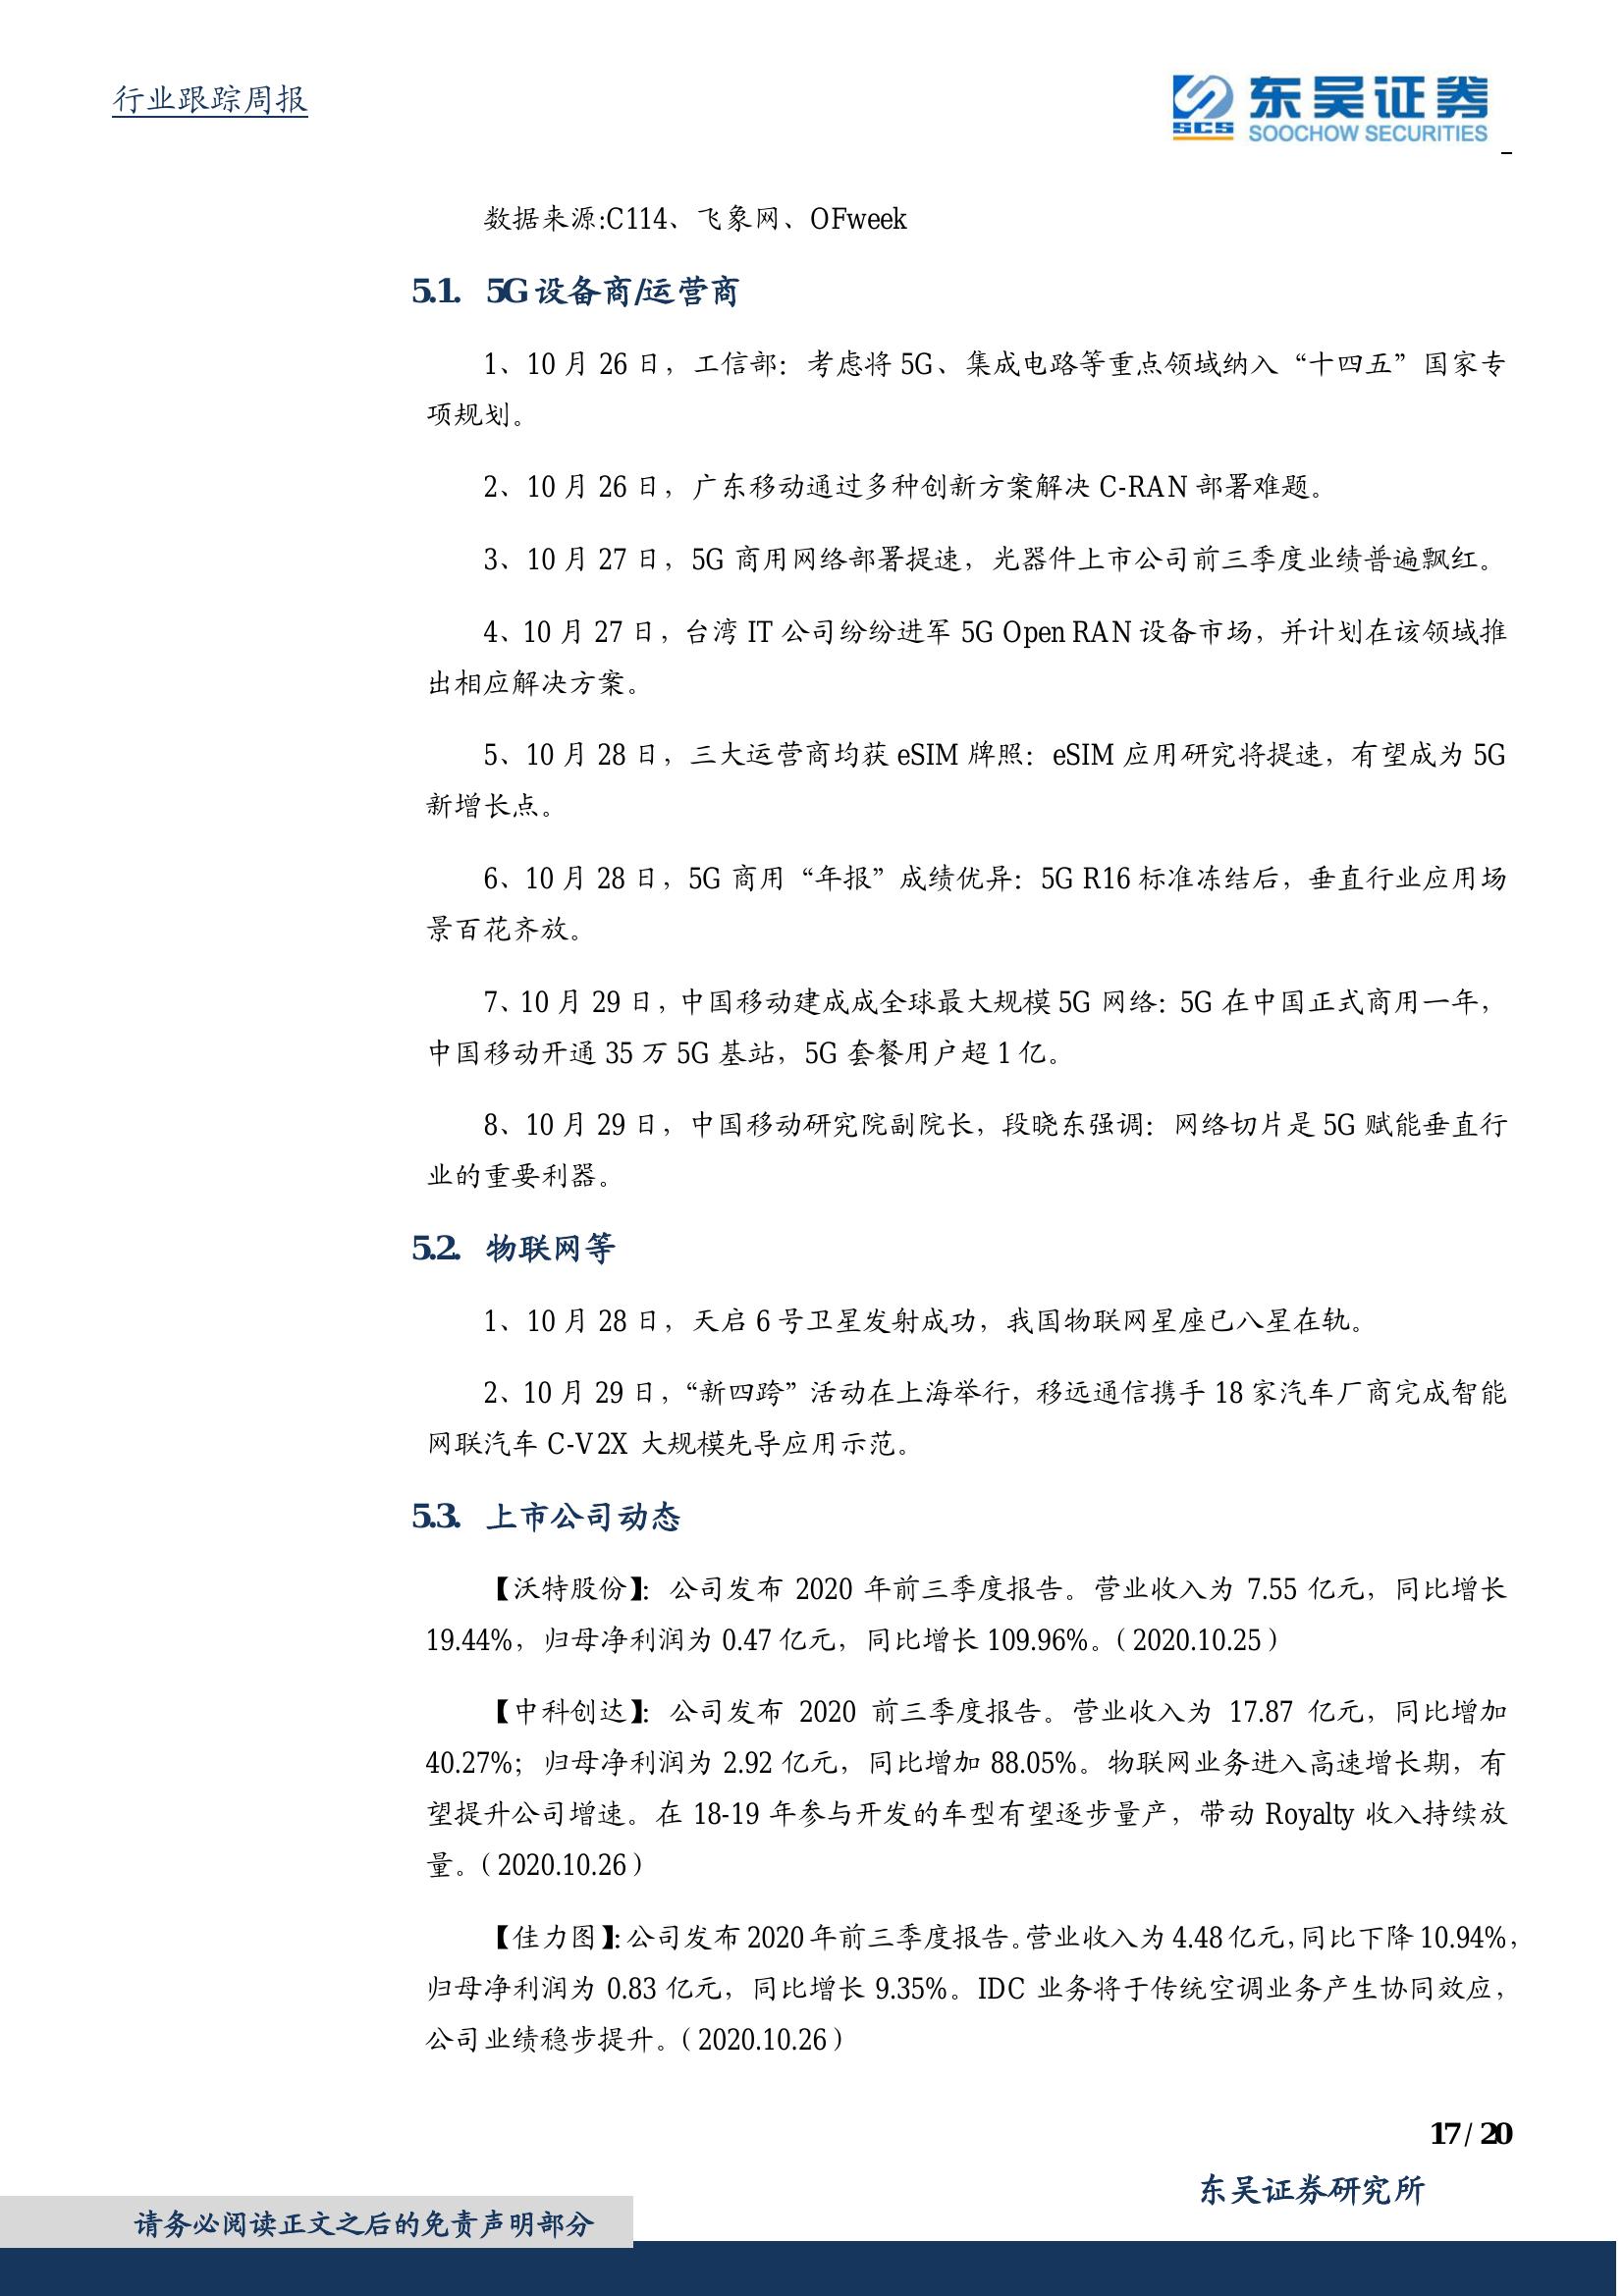 行业跟踪周报
SCS 东吴证券
SOOCHOW SECURITIES
数据来源:C114、飞象网、OFweek
5.1. 5G 设备商/运营商
1、10 月 26 日，工信部：考虑将 5G、集成电路等重点领域纳入“十四五”国家专
项规划。
2、10 月 26 日，广东移动通过多种创新方案解决 C-RAN 部署难题。
3、10 月 27 日，5G 商用网络部署提速，光器件上市公司前三季度业绩普遍飘红。
4、10 月 27 日，台湾 IT 公司纷纷进军 5G Open RAN 设备市场，并计划在该领域推
出相应解决方案。
5、10 月 28 日，三大运营商均获 eSIM 牌照：eSIM 应用研究将提速，有望成为 5G
新增长点。
6、10 月 28 日，5G 商用“年报”成绩优异：5G R16 标准冻结后，垂直行业应用场
景百花齐放。
7、10 月 29 日，中国移动建成成全球最大规模 5G 网络：5G 在中国正式商用一年，
中国移动开通 35 万 5G 基站，5G 套餐用户超 1 亿。
8、10 月 29 日，中国移动研究院副院长，段晓东强调：网络切片是 5G 赋能垂直行
业的重要利器。
5.2. 物联网等
1、10 月 28 日，天启 6 号卫星发射成功，我国物联网星座已八星在轨。
2、10 月 29 日，“新四跨”活动在上海举行，移远通信携手 18 家汽车厂商完成智能
网联汽车 C-V2X 大规模先导应用示范。
5.3. 上市公司动态
【沃特股份】：公司发布 2020 年前三季度报告。营业收入为 7.55 亿元，同比增长
19.44%，归母净利润为 0.47 亿元，同比增长 109.96%。（2020.10.25）
【中科创达】：公司发布 2020 前三季度报告。营业收入为 17.87 亿元，同比增加
40.27%；归母净利润为 2.92 亿元，同比增加 88.05%。物联网业务进入高速增长期，有
望提升公司增速。在 18-19 年参与开发的车型有望逐步量产，带动 Royalty 收入持续放
量。（2020.10.26）
【佳力图】：公司发布 2020 年前三季度报告。营业收入为 4.48 亿元，同比下降 10.94%，
归母净利润为 0.83 亿元，同比增长 9.35%。IDC 业务将于传统空调业务产生协同效应，
公司业绩稳步提升。（2020.10.26）
17 / 20
东吴证券研究所
请务必阅读正文之后的免责声明部分